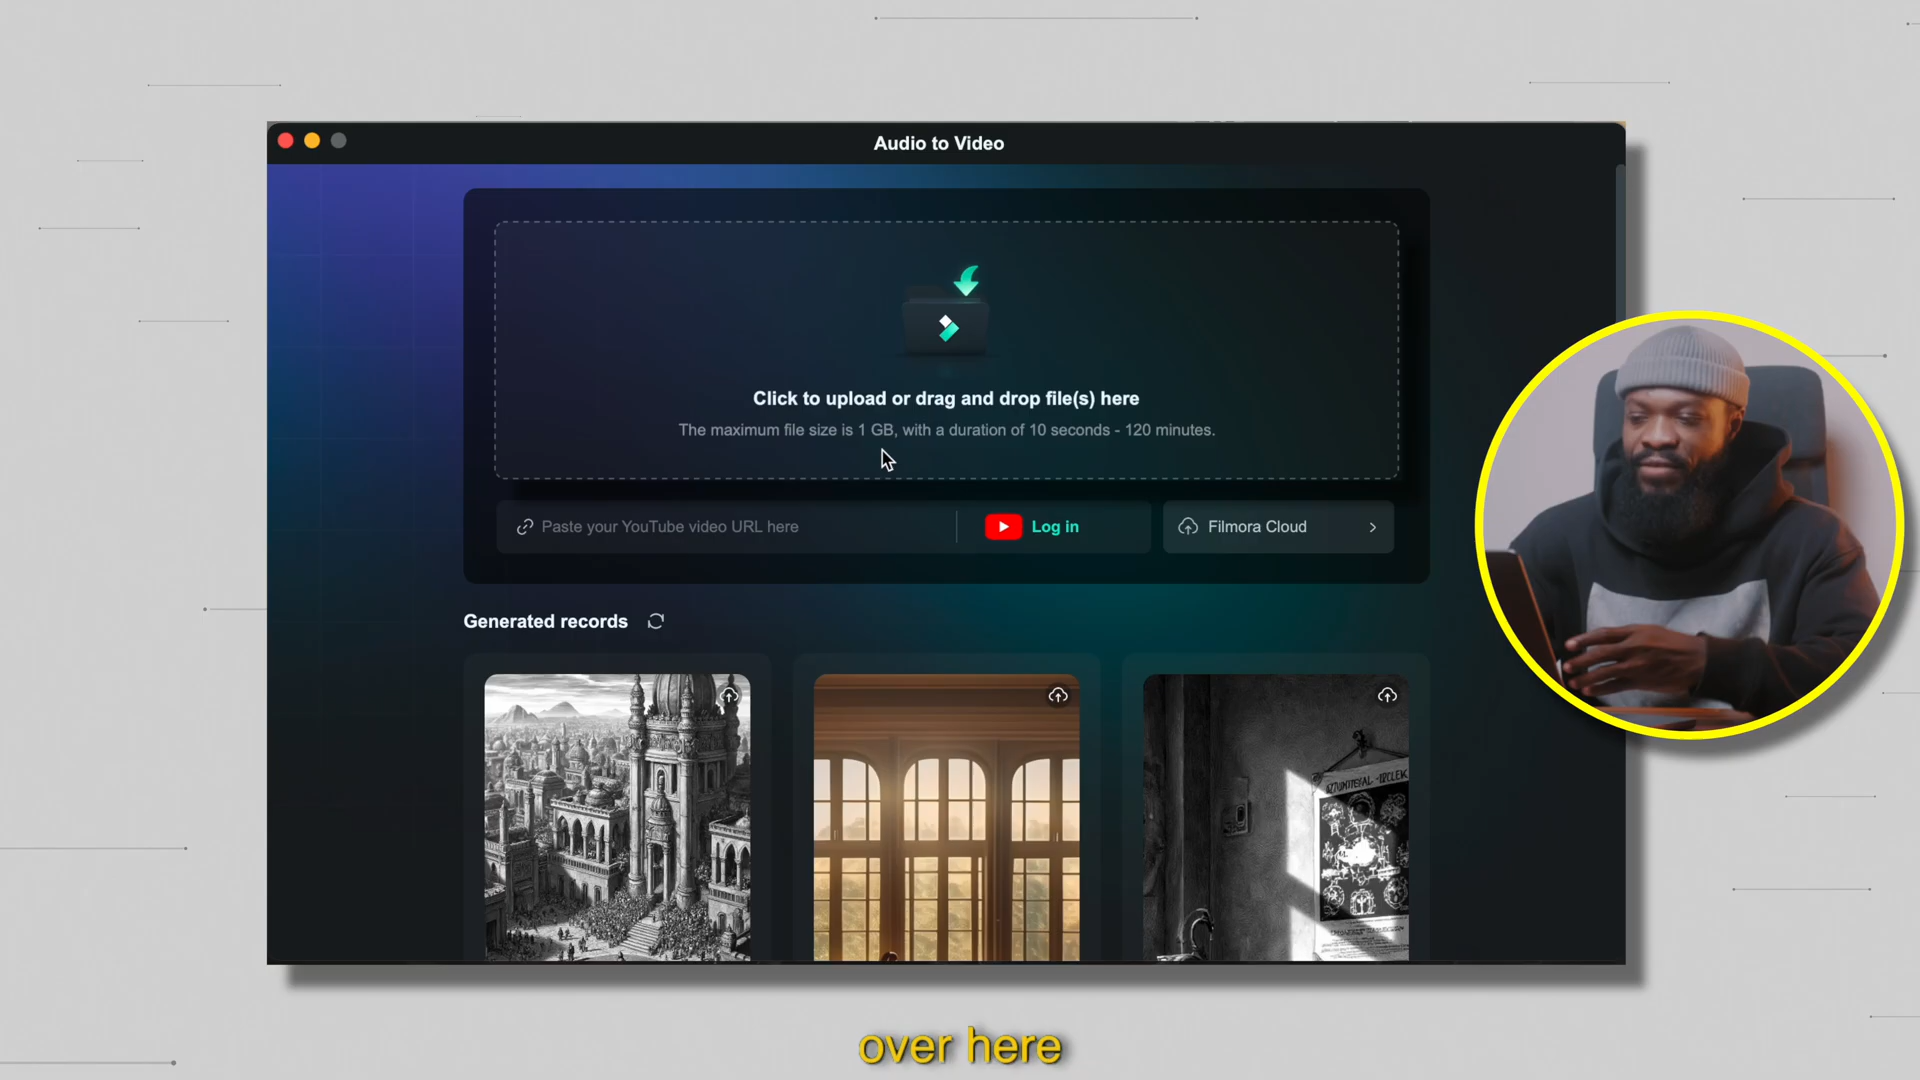 Audio to Video
Click to upload or drag and drop file(s) here
The maximum file size is 1 GB, with a duration of 10 seconds - 120 minutes.
Paste your YouTube video URL here
Log in
Filmora Cloud
Generated records
over here